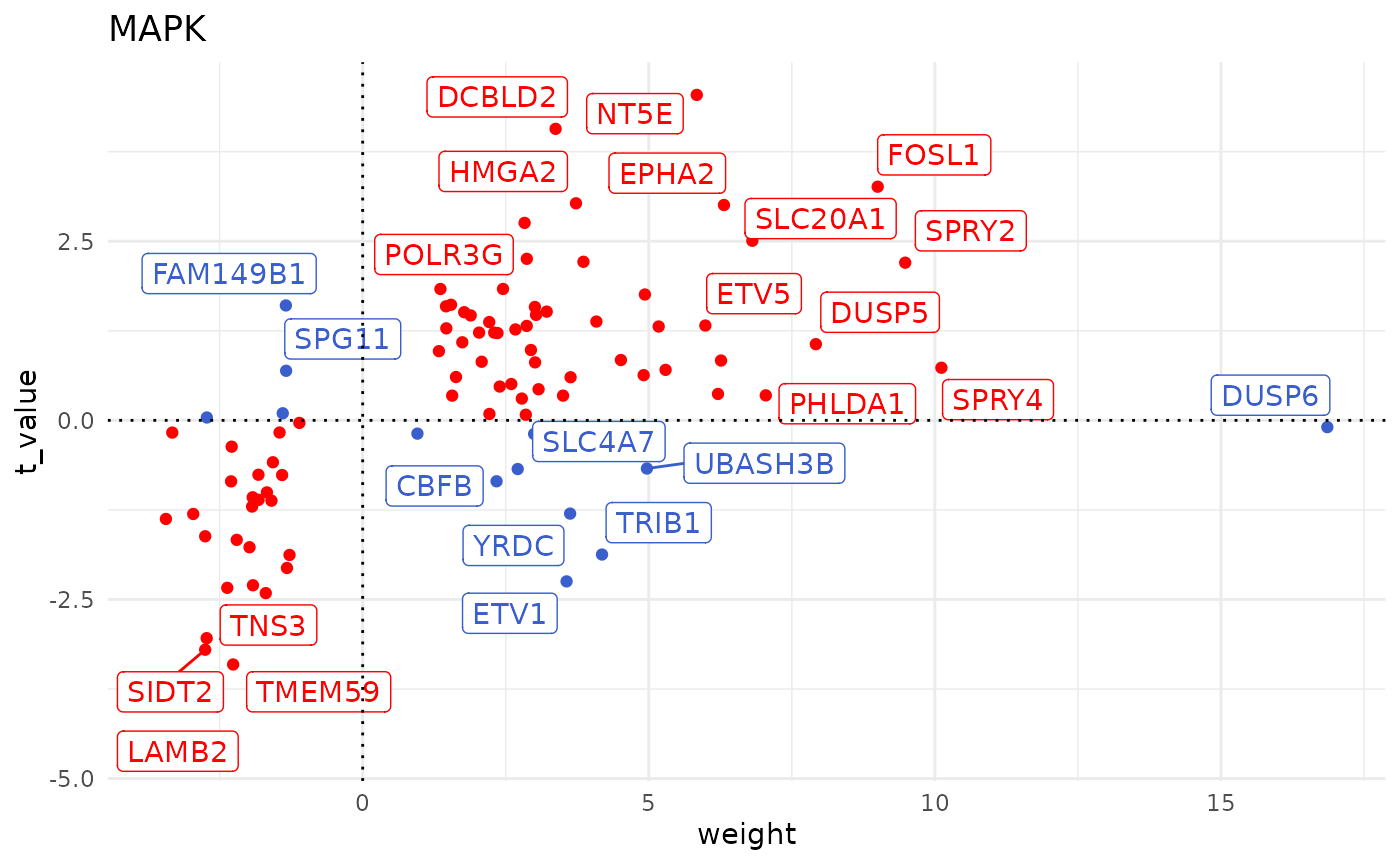 MAPK
DCBLD2
NT5E
FOSL1
HMGA2
EPHA2
SLC20A1
SPRY2
2.5
POLR3G
FAM149B1
ETV5
DUSP5
SPG11
t_value
DUSP6
PHLDA1
SPRY4
0.0
SLC4A7
UBASH3B
CBFB
TRIB1
YRDC
-2.5
ETV1
TNS3
SIDT2
TMEM59
LAMB2
-5.0
0
5
10
15
weight